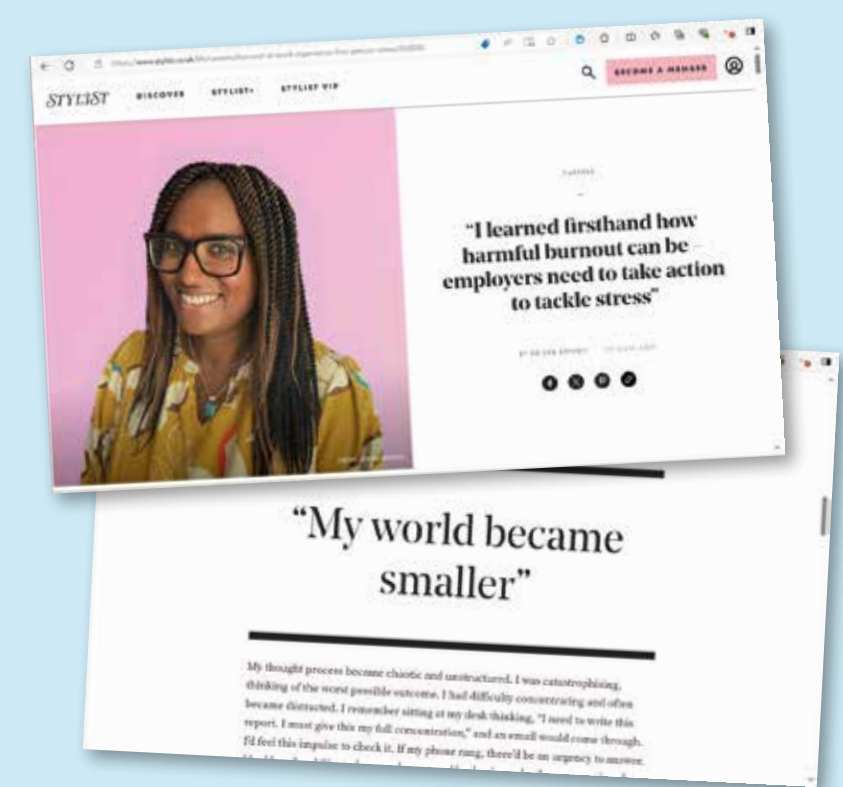 STYLIST DISCOVER STYLIST+ STYLIST VIP BECOME A MEMBER
“I learned firsthand how
harmful burnout can be –
employers need to take action
to tackle stress”
“My world became
smaller”
My thought process became chaotic and unstructured. I was catastrophising,
thinking of the worst possible outcome. I had difficulty concentrating and often
became distracted. I remember sitting at my desk thinking, “I need to write this
report. I must give this my full concentration,” and an email would come through.
I'd feel this impulse to check it. If my phone rang, there'd be an urgency to answer.